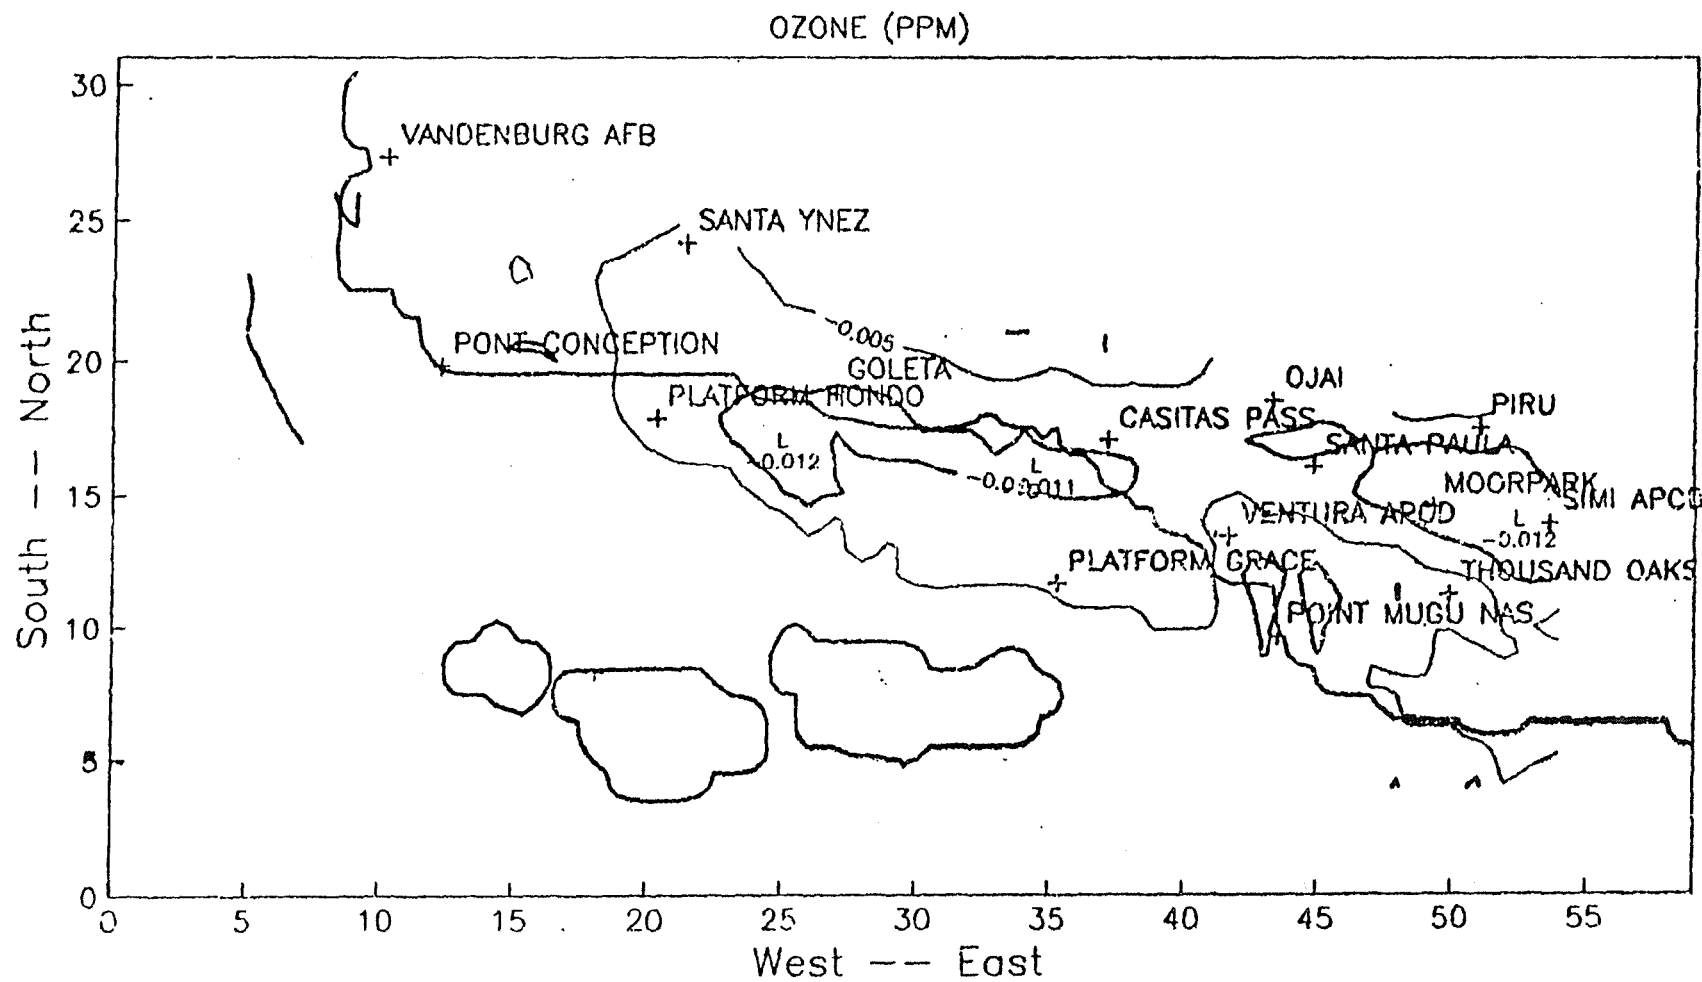 OZONE (PPM)
30
VANDENBURG AFB
25
SANTA YNEZ
South -- North
-0.005
PONT CONCEPTION
20
GOLETA
OJAI
PLATFORM HONDO
PIRU
CASITAS PASS
SANTA PAULA
L
-0.012
L
MOORPARK
SIMI APCD
15
VENTURA APCD
L
-0.012
PLATFORM GRACE
THOUSAND OAKS
10
POINT MUGU NAS
5
0
0 5 10 15 20 25 30 35 40 45 50 55
West -- East